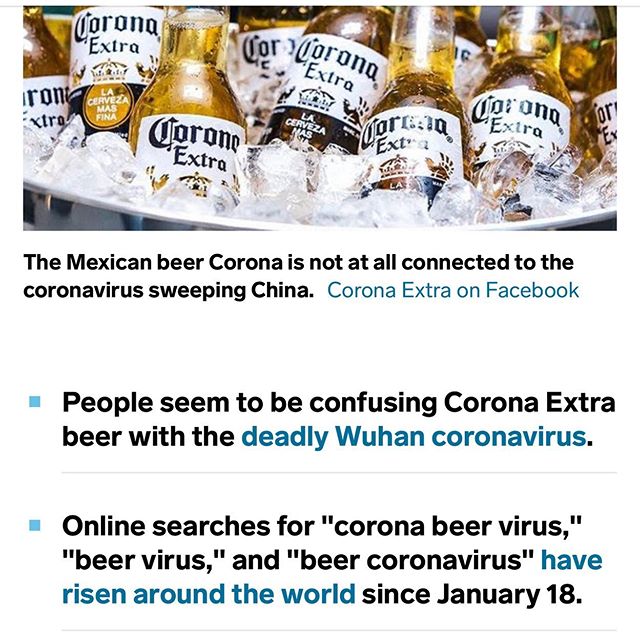 Corona
Extra
LA
CERVEZA
MAS
FINA
Corona
Extra
Corona
Extra
LA
CERVEZA
MAS
FINA
Corona
Extra
LA
Corona
Extra
The Mexican beer Corona is not at all connected to the
coronavirus sweeping China. Corona Extra on Facebook
People seem to be confusing Corona Extra
beer with the deadly Wuhan coronavirus.
Online searches for "corona beer virus,"
"beer virus," and "beer coronavirus" have
risen around the world since January 18.